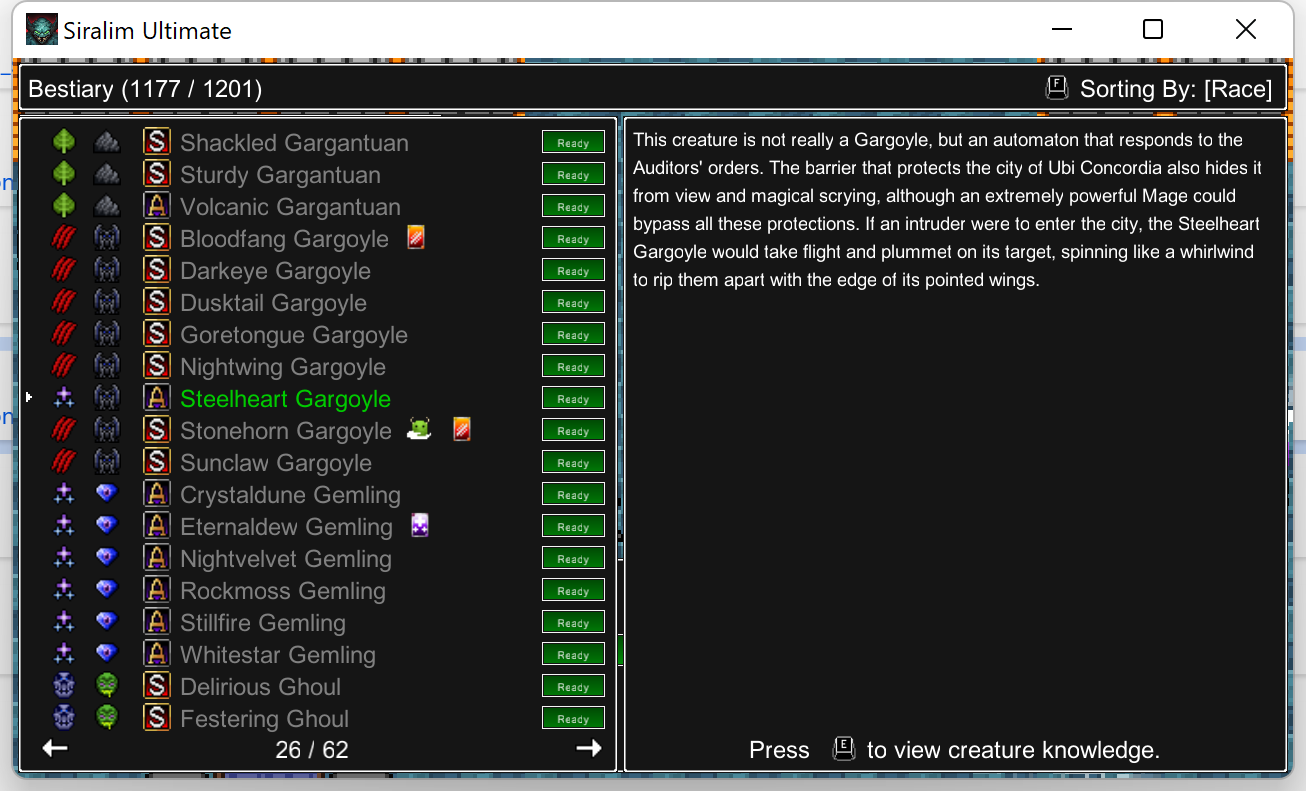 Siralim Ultimate
Bestiary (1177 / 1201)
F Sorting By: [Race]
S Shackled Gargantuan Ready
S Sturdy Gargantuan Ready
A Volcanic Gargantuan Ready
S Bloodfang Gargoyle Ready
S Darkeye Gargoyle Ready
S Dusktail Gargoyle Ready
S Goretongue Gargoyle Ready
S Nightwing Gargoyle Ready
A Steelheart Gargoyle Ready
S Stonehorn Gargoyle Ready
S Sunclaw Gargoyle Ready
A Crystaldune Gemling Ready
A Eternaldew Gemling Ready
A Nightvelvet Gemling Ready
A Rockmoss Gemling Ready
A Stillfire Gemling Ready
A Whitestar Gemling Ready
S Delirious Ghoul Ready
S Festering Ghoul Ready
26 / 62
This creature is not really a Gargoyle, but an automaton that responds to the
Auditors' orders. The barrier that protects the city of Ubi Concordia also hides it
from view and magical scrying, although an extremely powerful Mage could
bypass all these protections. If an intruder were to enter the city, the Steelheart
Gargoyle would take flight and plummet on its target, spinning like a whirlwind
to rip them apart with the edge of its pointed wings.
Press E to view creature knowledge.